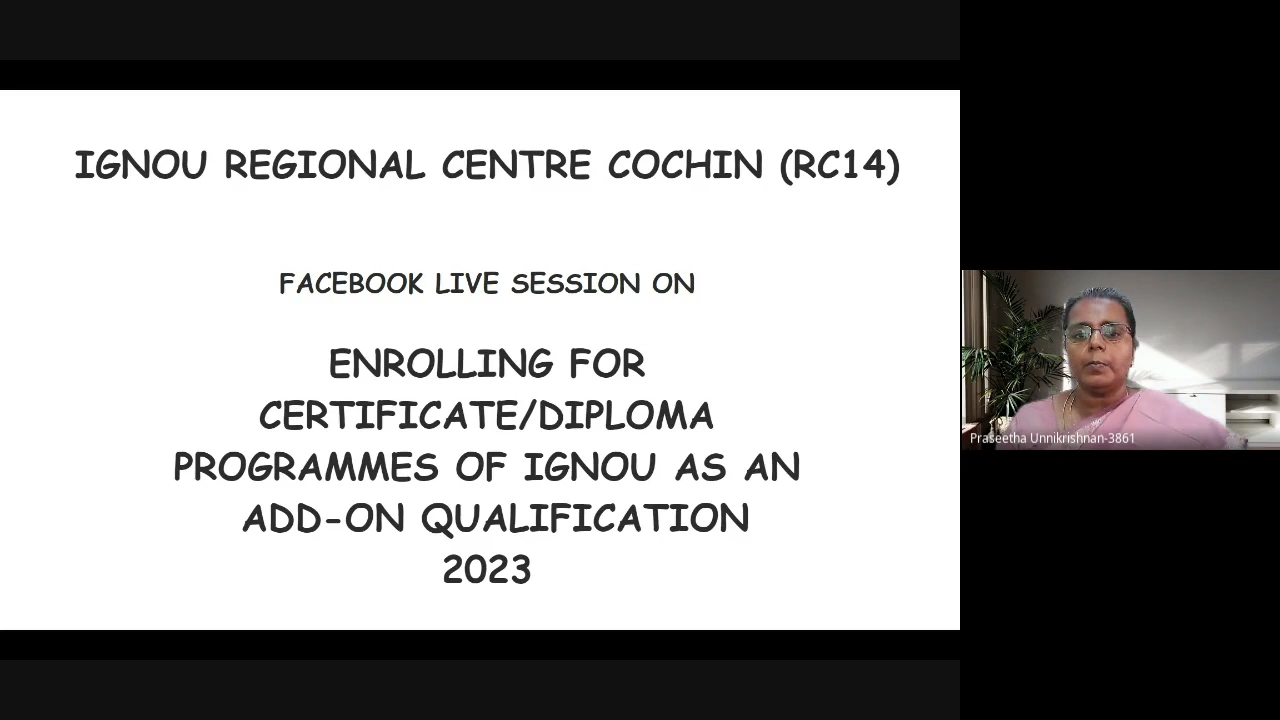 IGNOU REGIONAL CENTRE COCHIN (RC14)
FACEBOOK LIVE SESSION ON
ENROLLING FOR
CERTIFICATE/DIPLOMA
PROGRAMMES OF IGNOU AS AN
ADD-ON QUALIFICATION
2023
Praseetha Unnikrishnan-3861